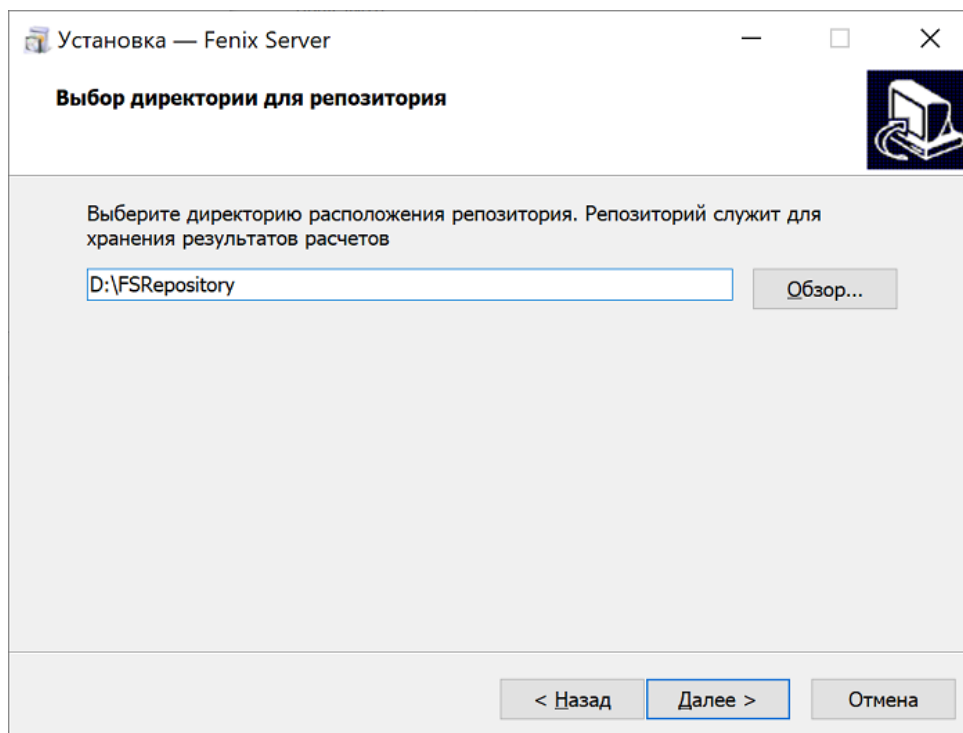 Установка — Fenix Server
Выбор директории для репозитория
Выберите директорию расположения репозитория. Репозиторий служит для
хранения результатов расчетов
D:\FSRepository
Обзор...
< Назад
Далее >
Отмена